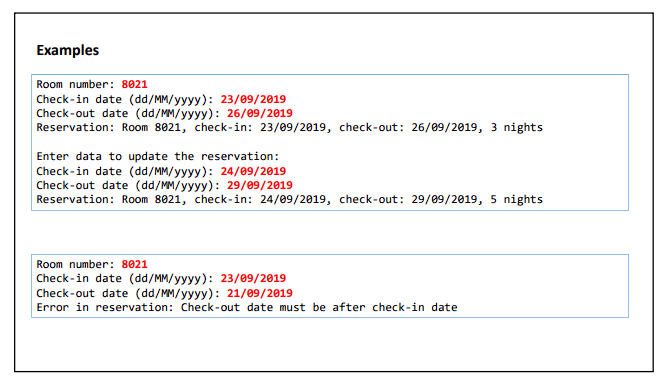 Examples
Room number: 8021
Check-in date (dd/MM/yyyy): 23/09/2019
Check-out date (dd/MM/yyyy): 26/09/2019
Reservation: Room 8021, check-in: 23/09/2019, check-out: 26/09/2019, 3 nights
Enter data to update the reservation:
Check-in date (dd/MM/yyyy): 24/09/2019
Check-out date (dd/MM/yyyy): 29/09/2019
Reservation: Room 8021, check-in: 24/09/2019, check-out: 29/09/2019, 5 nights
Room number: 8021
Check-in date (dd/MM/yyyy): 23/09/2019
Check-out date (dd/MM/yyyy): 21/09/2019
Error in reservation: Check-out date must be after check-in date